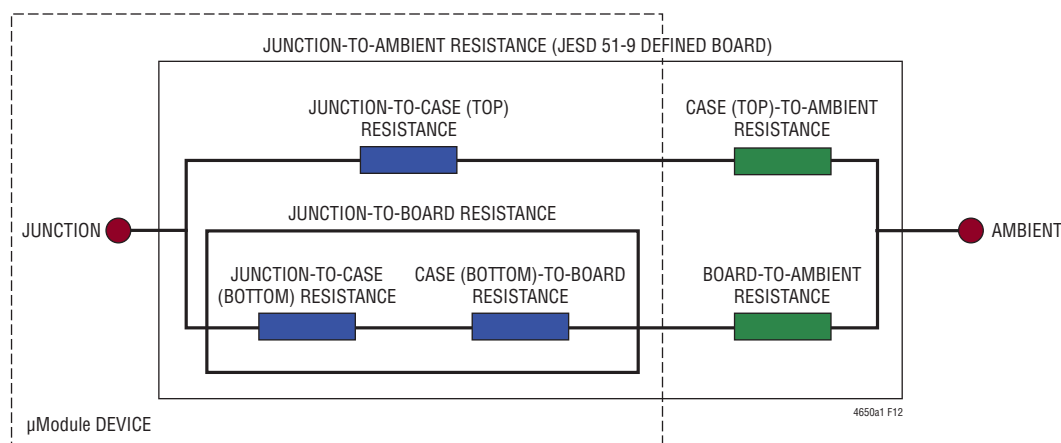 JUNCTION-TO-AMBIENT RESISTANCE (JESD 51-9 DEFINED BOARD)
JUNCTION-TO-CASE (TOP)
RESISTANCE
CASE (TOP)-TO-AMBIENT
RESISTANCE
JUNCTION-TO-BOARD RESISTANCE
JUNCTION
AMBIENT
JUNCTION-TO-CASE
(BOTTOM) RESISTANCE
CASE (BOTTOM)-TO-BOARD
RESISTANCE
BOARD-TO-AMBIENT
RESISTANCE
4650a1 F12
µModule DEVICE